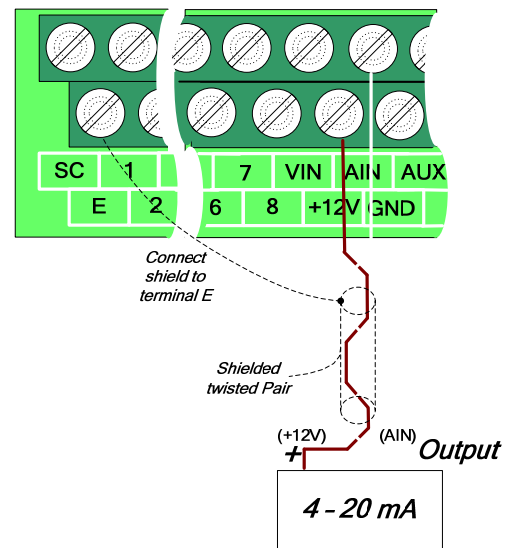 SC 1 7 VIN AIN AUX
E 2 6 8 +12V GND
Connect
shield to
terminal E
Shielded
twisted Pair
(+12V) (AIN) Output
+
4 - 20 mA